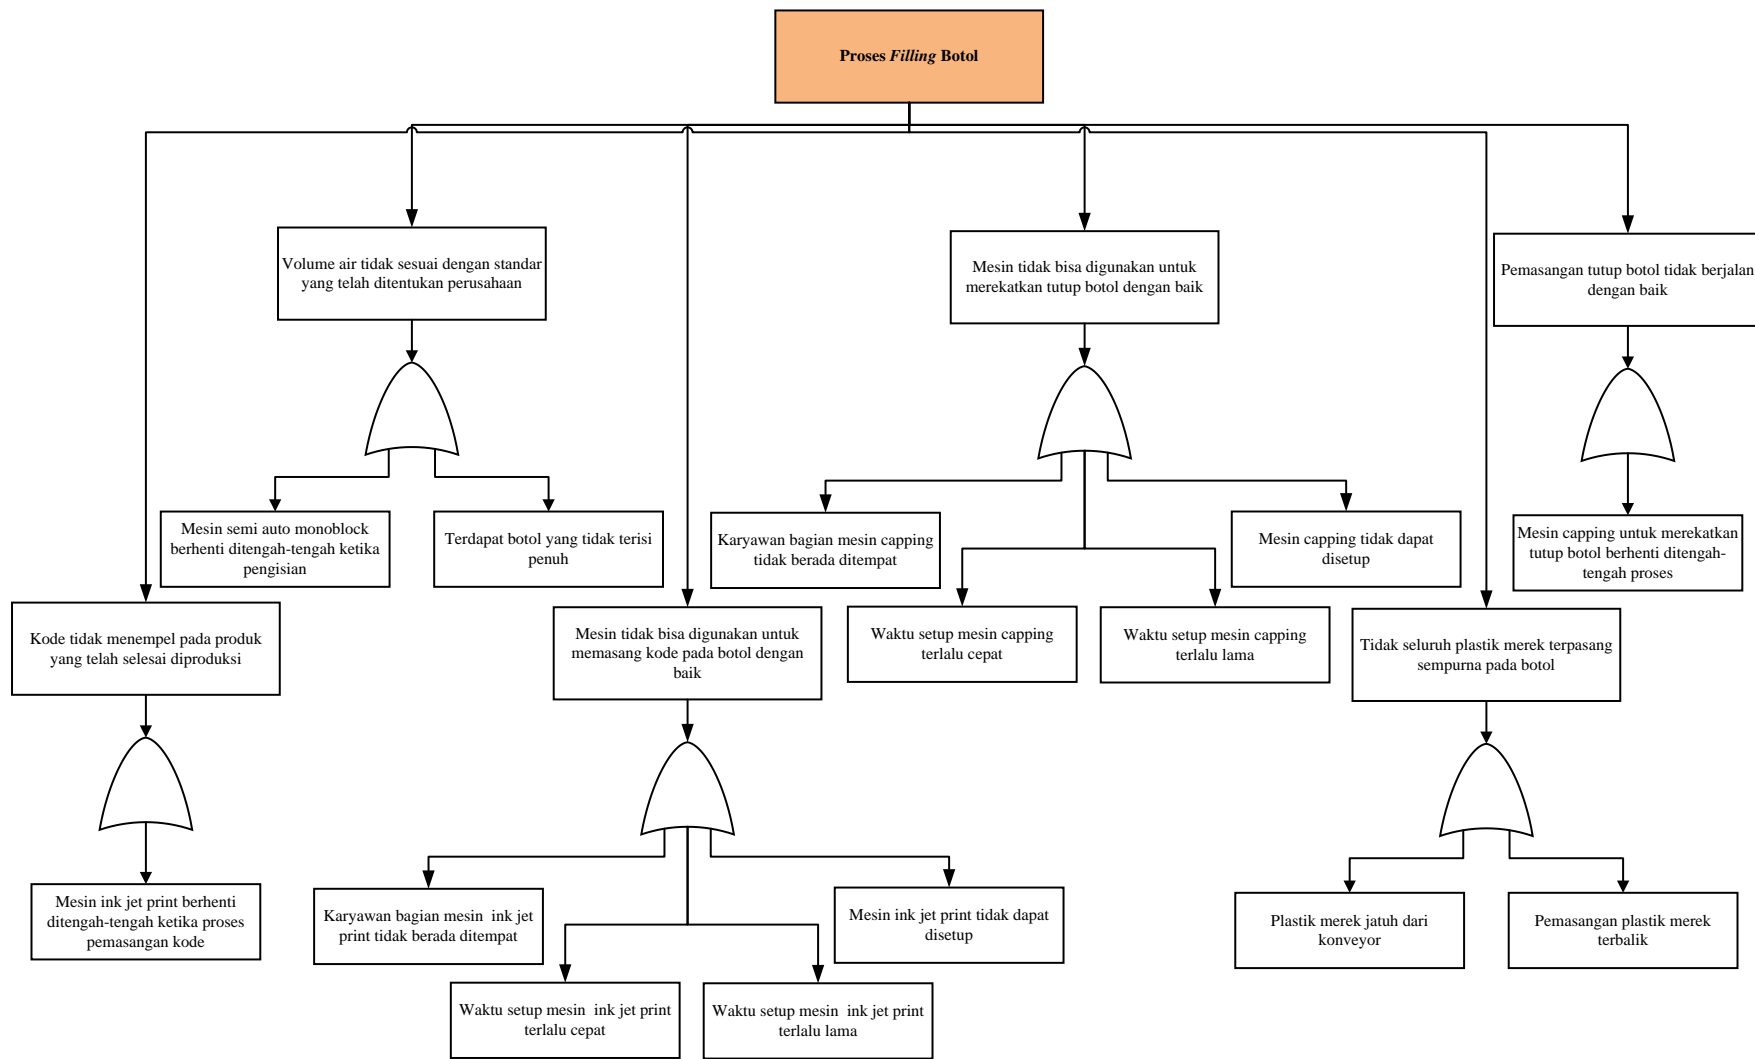 Proses Filling Botol
Volume air tidak sesuai dengan standar
yang telah ditentukan perusahaan
Mesin tidak bisa digunakan untuk
merekatkan tutup botol dengan baik
Pemasangan tutup botol tidak berjalan
dengan baik
Mesin semi auto monoblock
berhenti ditengah-tengah ketika
pengisian
Terdapat botol yang tidak terisi
penuh
Karyawan bagian mesin capping
tidak berada ditempat
Mesin capping tidak dapat
disetup
Mesin capping untuk merekatkan
tutup botol berhenti ditengah-
tengah proses
Kode tidak menempel pada produk
yang telah selesai diproduksi
Mesin tidak bisa digunakan untuk
memasang kode pada botol dengan
baik
Waktu setup mesin capping
terlalu cepat
Waktu setup mesin capping
terlalu lama
Tidak seluruh plastik merek terpasang
sempurna pada botol
Mesin ink jet print berhenti
ditengah-tengah ketika proses
pemasangan kode
Karyawan bagian mesin  ink jet
print tidak berada ditempat
Mesin ink jet print tidak dapat
disetup
Plastik merek jatuh dari
konveyor
Pemasangan plastik merek
terbalik
Waktu setup mesin  ink jet print
terlalu cepat
Waktu setup mesin  ink jet print
terlalu lama